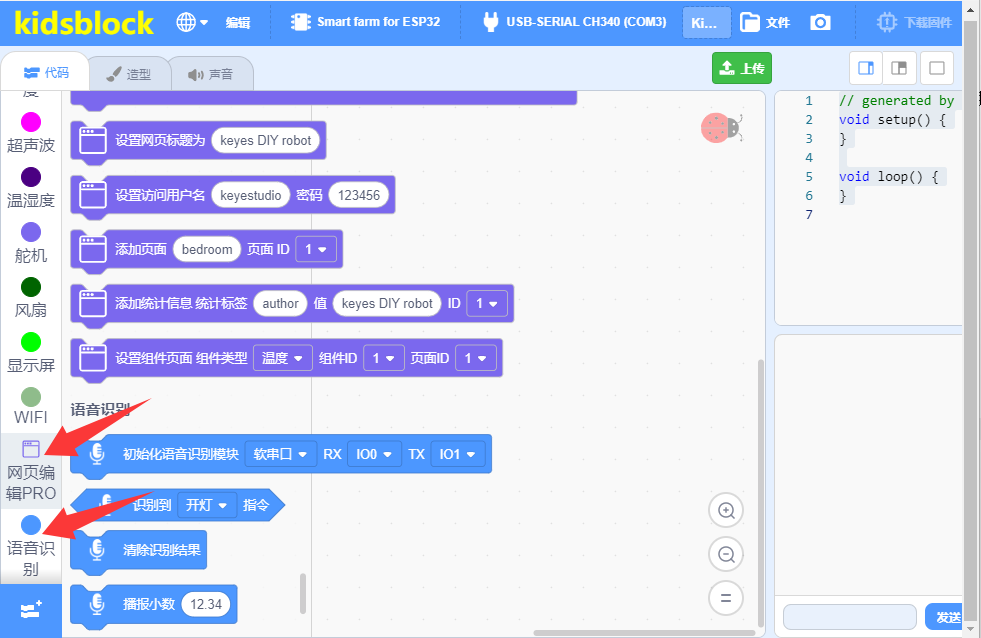 kidsblock
编辑
Smart farm for ESP32
USB-SERIAL CH340 (COM3)
Ki...
文件
下载固件
代码
造型
声音
上传
超声波
温湿度
舵机
风扇
显示屏
WIFI
网页编
辑PRO
语音识
别
设置网页标题为 keyes DIY robot
设置访问用户名 keyestudio 密码 123456
添加页面 bedroom 页面 ID 1
添加统计信息 统计标签 author 值 keyes DIY robot ID 1
设置组件页面 组件类型 温度 组件ID 1 页面ID 1
语音识别
初始化语音识别模块 软串口 RX IO0 TX IO1
识别到 开灯 指令
清除识别结果
播报小数 12.34
1 // generated by
2 void setup() {
3 }
4
5 void loop() {
6 }
7
发送